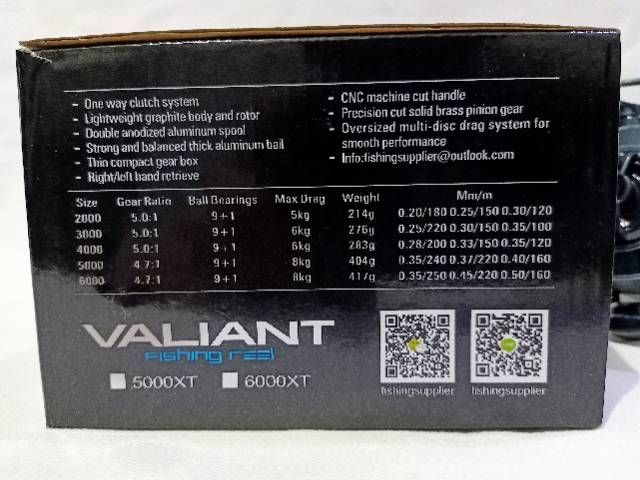 - One way clutch system
- Lightweight graphite body and rotor
- Double anodized aluminum spool
- Strong and balanced thick aluminum bail
- Thin compact gear box
- Right/left hand retrieve
- CNC machine cut handle
- Precision cut solid brass pinion gear
- Oversized multi-disc drag system for
smooth performance
- Info:fishingsupplier@outlook.com
Size Gear Ratio Ball Bearings Max Drag Weight Mm/m
2000 5.0:1 9+1 5kg 214g 0.20/180 0.25/150 0.30/120
3000 5.0:1 9+1 6kg 276g 0.25/220 0.30/150 0.35/100
4000 5.0:1 9+1 6kg 283g 0.28/200 0.33/150 0.35/120
5000 4.7:1 9+1 8kg 404g 0.35/240 0.37/220 0.40/160
6000 4.7:1 9+1 8kg 417g 0.35/250 0.45/220 0.50/160
VALIANT
Fishing reel
5000XT 6000XT
fishingsupplier fishingsupplier